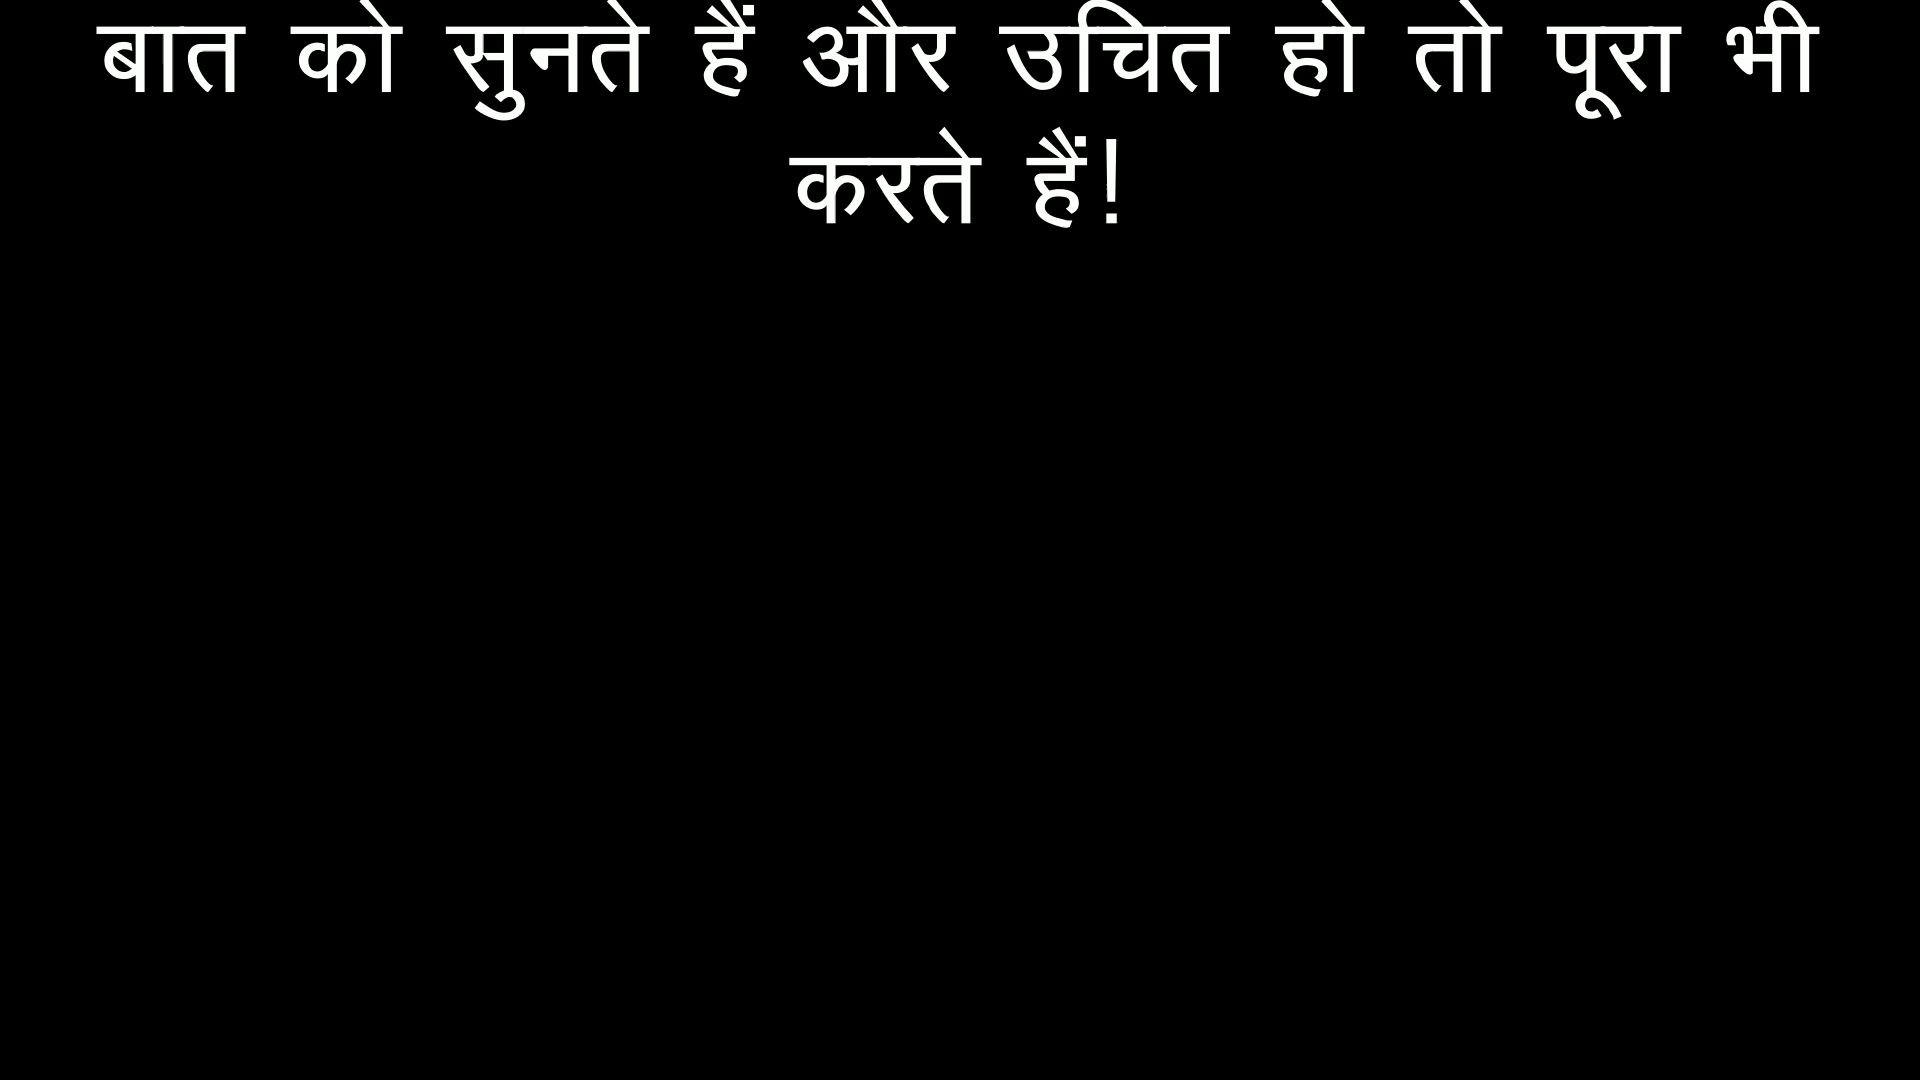 बात को सुनते हैं और उचित हो तो पूरा भी
करते हैं!